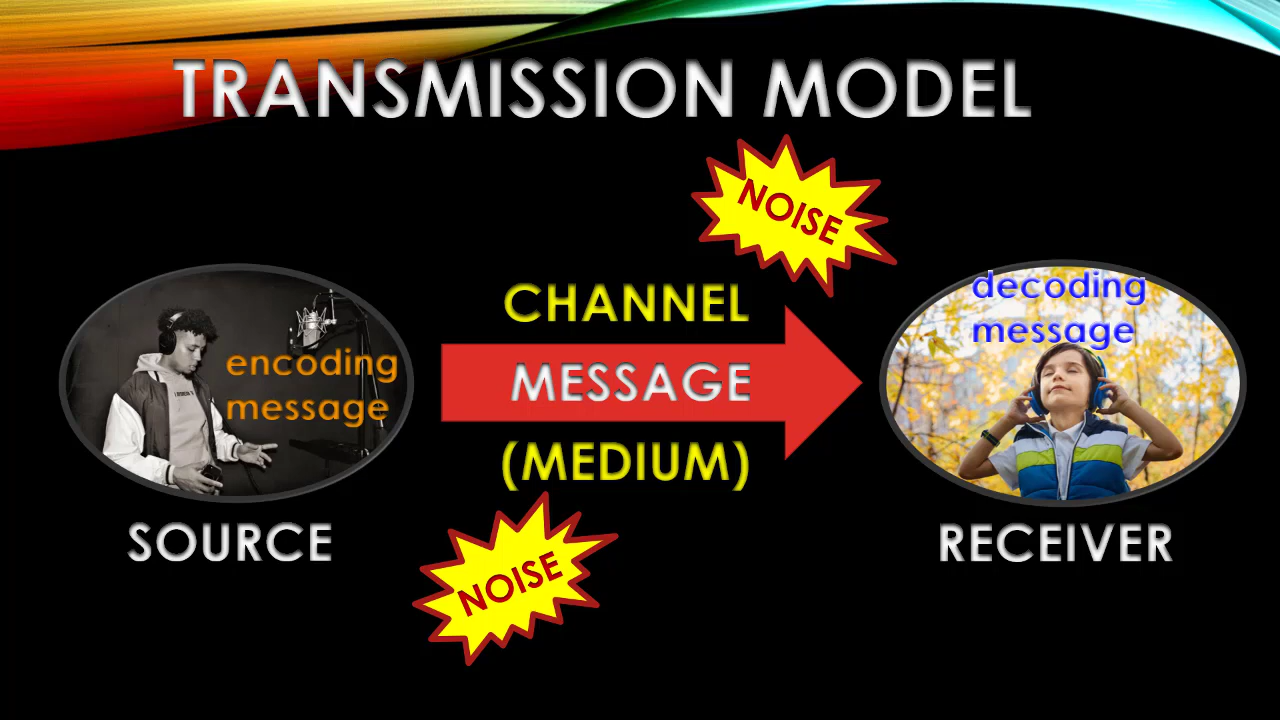 TRANSMISSION MODEL
NOISE
encoding
message
SOURCE
CHANNEL
MESSAGE
(MEDIUM)
NOISE
decoding
message
RECEIVER